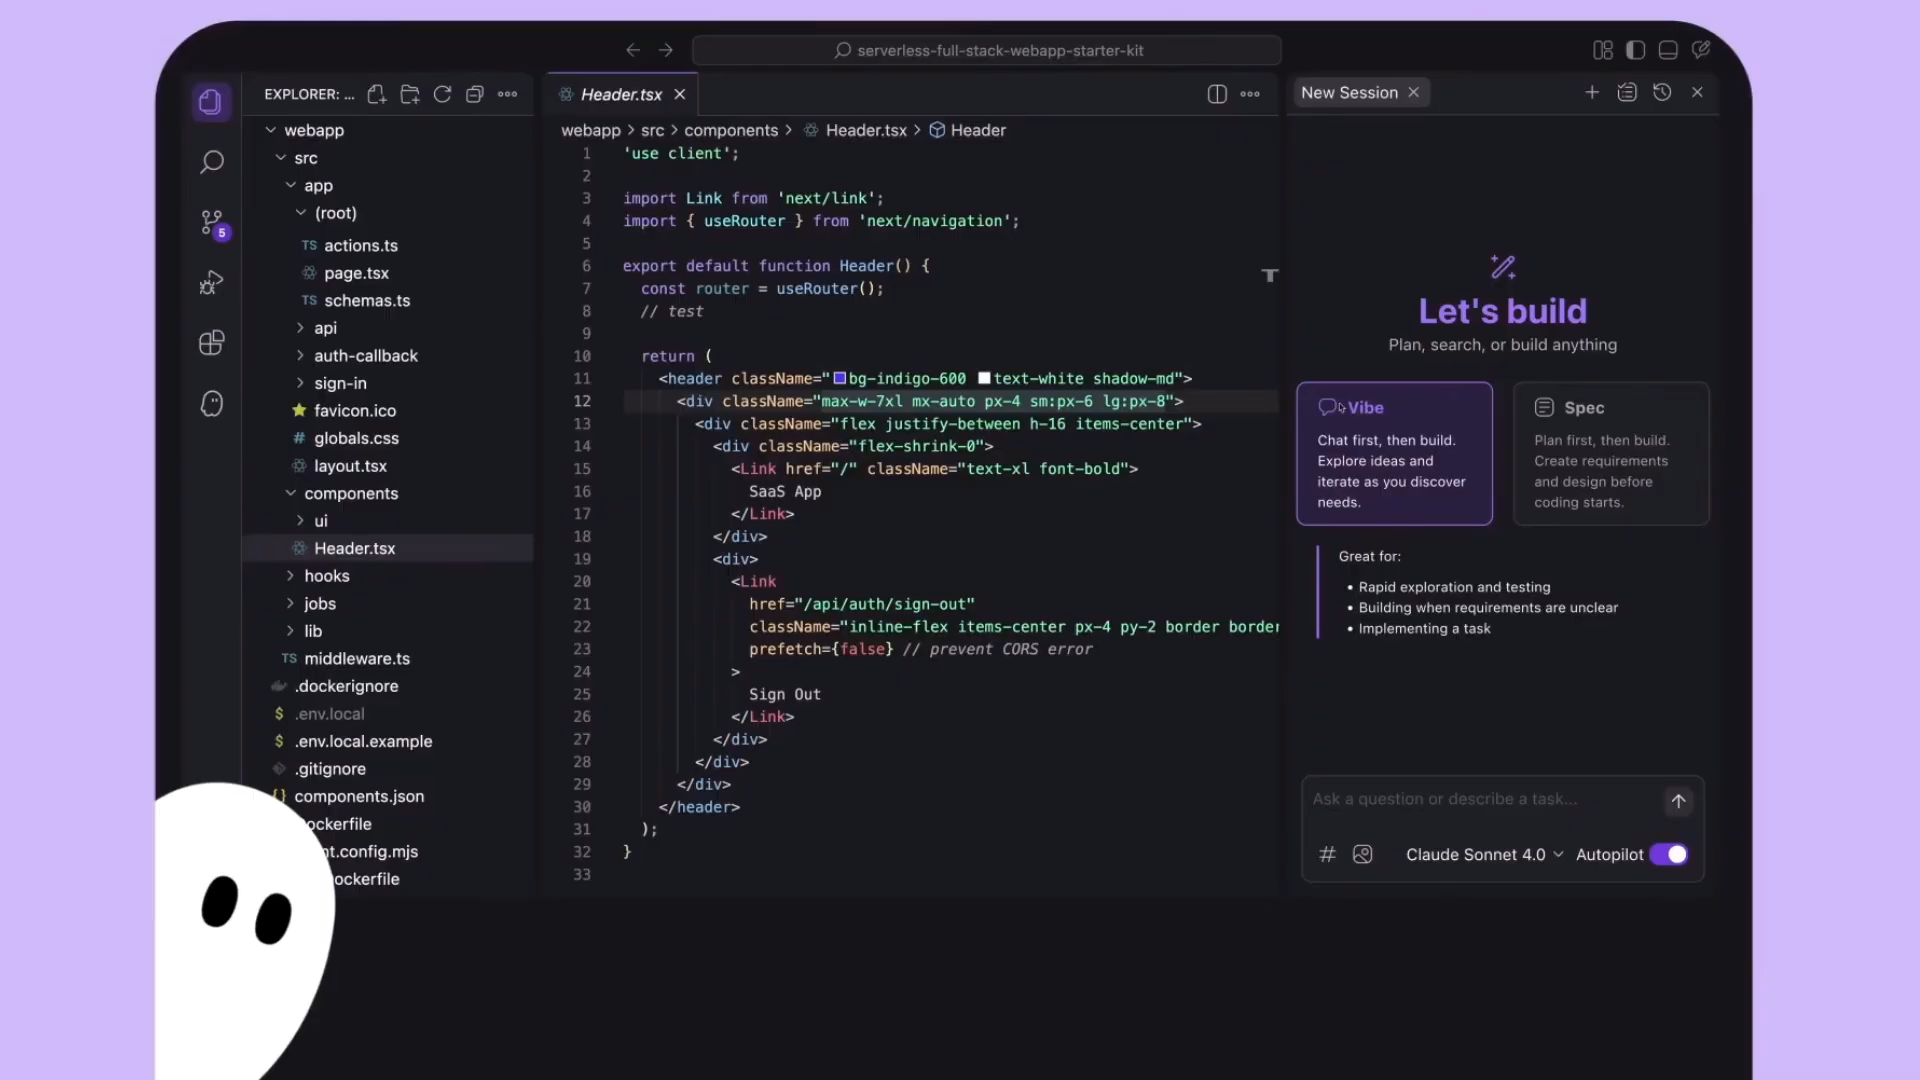 serverless-full-stack-webapp-starter-kit
EXPLORER: ...
webapp
src
app
(root)
TS actions.ts
page.tsx
TS schemas.ts
api
auth-callback
sign-in
favicon.ico
# globals.css
layout.tsx
components
ui
Header.tsx
hooks
jobs
lib
TS middleware.ts
.dockerignore
$ .env.local
$ .env.local.example
.gitignore
{} components.json
ockerfile
nt.config.mjs
ockerfile
5
Header.tsx
webapp > src > components > Header.tsx > Header
1 'use client';
2
3 import Link from 'next/link';
4 import { useRouter } from 'next/navigation';
5
6 export default function Header() {
7 const router = useRouter();
8 // test
9
10 return (
11 <header className="bg-indigo-600 text-white shadow-md">
12 <div className="max-w-7xl mx-auto px-4 sm:px-6 lg:px-8">
13 <div className="flex justify-between h-16 items-center">
14 <div className="flex-shrink-0">
15 <Link href="/" className="text-xl font-bold">
16 SaaS App
17 </Link>
18 </div>
19 <div>
20 <Link
21 href="/api/auth/sign-out"
22 className="inline-flex items-center px-4 py-2 border border
23 prefetch={false} // prevent CORS error
24 >
25 Sign Out
26 </Link>
27 </div>
28 </div>
29 </div>
30 </header>
31 );
32 }
33
New Session
Let's build
Plan, search, or build anything
Vibe
Chat first, then build.
Explore ideas and
iterate as you discover
needs.
Spec
Plan first, then build.
Create requirements
and design before
coding starts.
Great for:
• Rapid exploration and testing
• Building when requirements are unclear
• Implementing a task
Ask a question or describe a task...
# Claude Sonnet 4.0 Autopilot